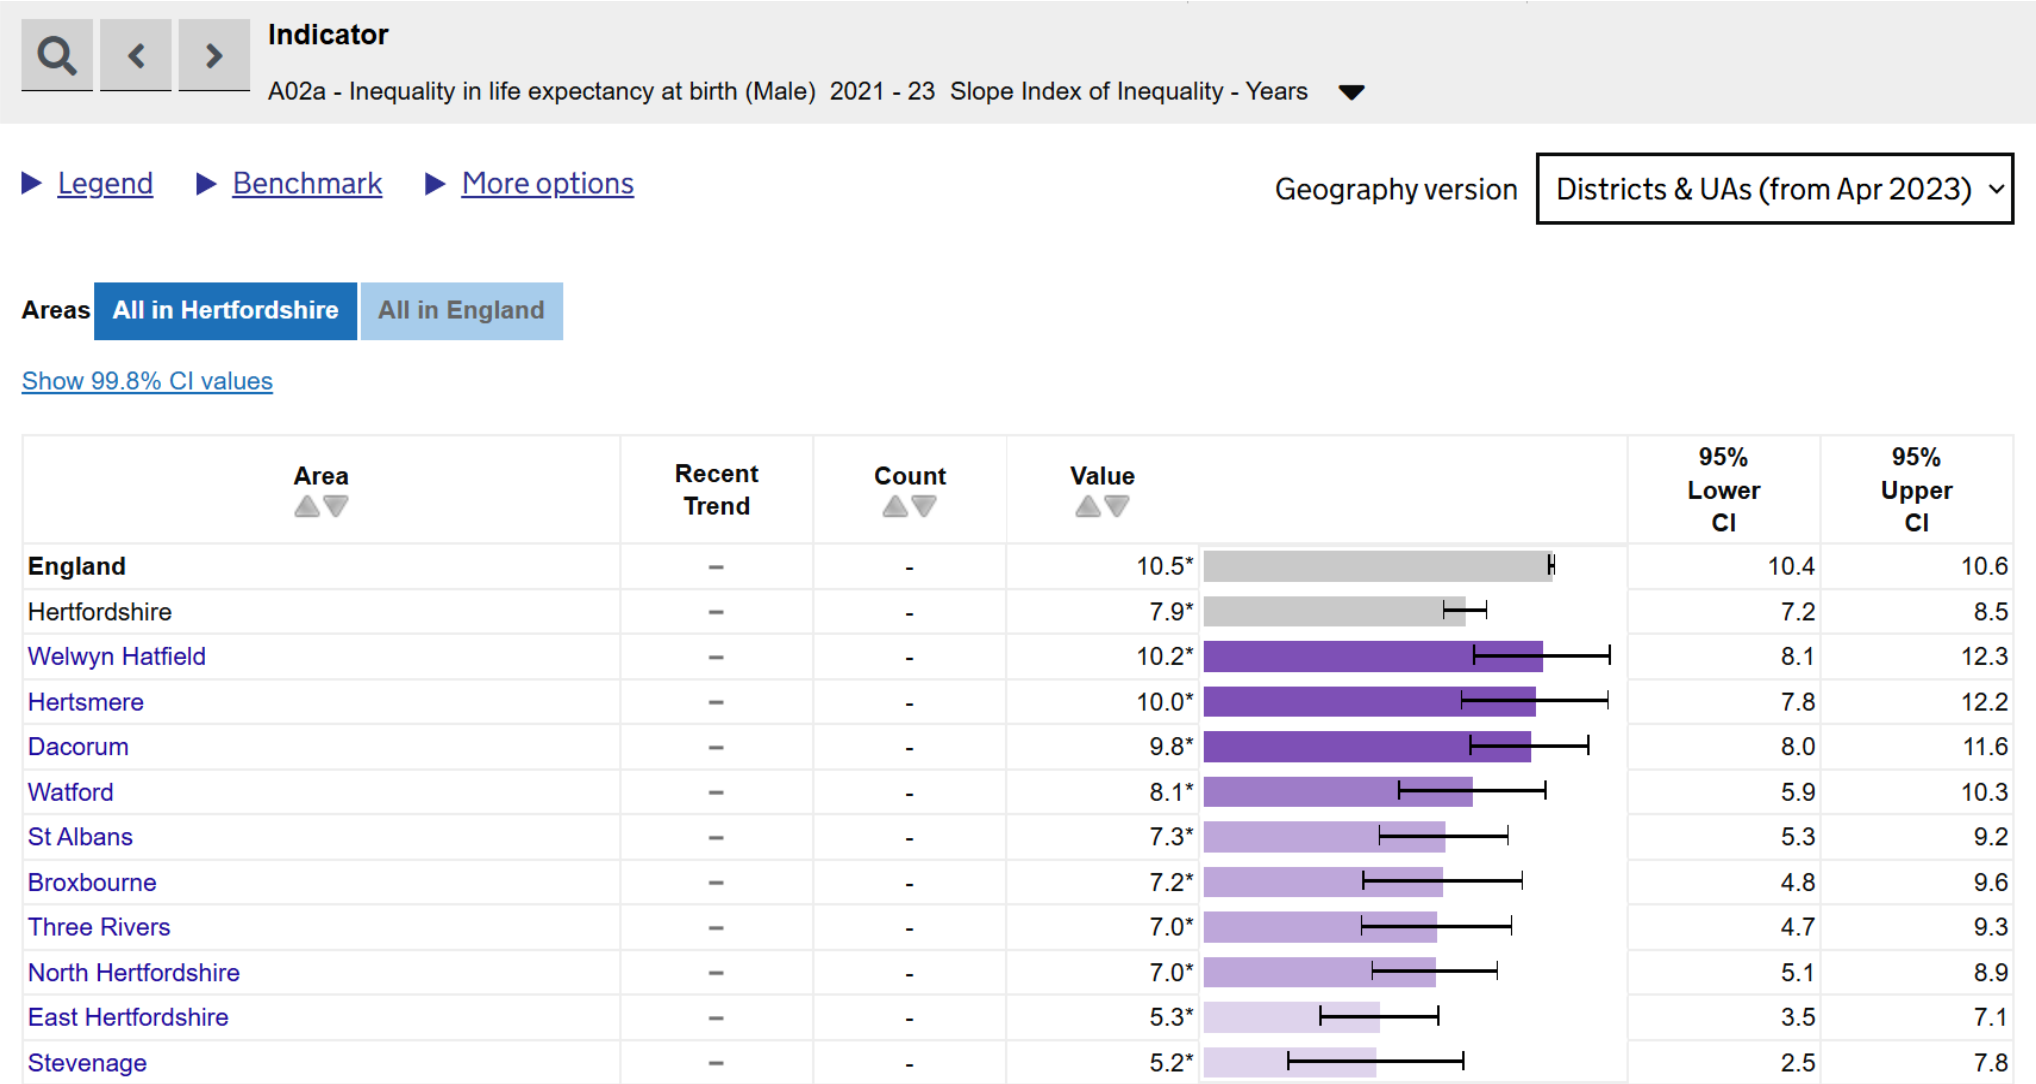 Indicator
A02a - Inequality in life expectancy at birth (Male) 2021 - 23 Slope Index of Inequality - Years
Legend Benchmark More options Geography version Districts & UAs (from Apr 2023)
Areas All in Hertfordshire All in England
Show 99.8% CI values
Area Recent Trend Count Value 95% Lower CI 95% Upper CI
England - - 10.5* 10.4 10.6
Hertfordshire - - 7.9* 7.2 8.5
Welwyn Hatfield - - 10.2* 8.1 12.3
Hertsmere - - 10.0* 7.8 12.2
Dacorum - - 9.8* 8.0 11.6
Watford - - 8.1* 5.9 10.3
St Albans - - 7.3* 5.3 9.2
Broxbourne - - 7.2* 4.8 9.6
Three Rivers - - 7.0* 4.7 9.3
North Hertfordshire - - 7.0* 5.1 8.9
East Hertfordshire - - 5.3* 3.5 7.1
Stevenage - - 5.2* 2.5 7.8